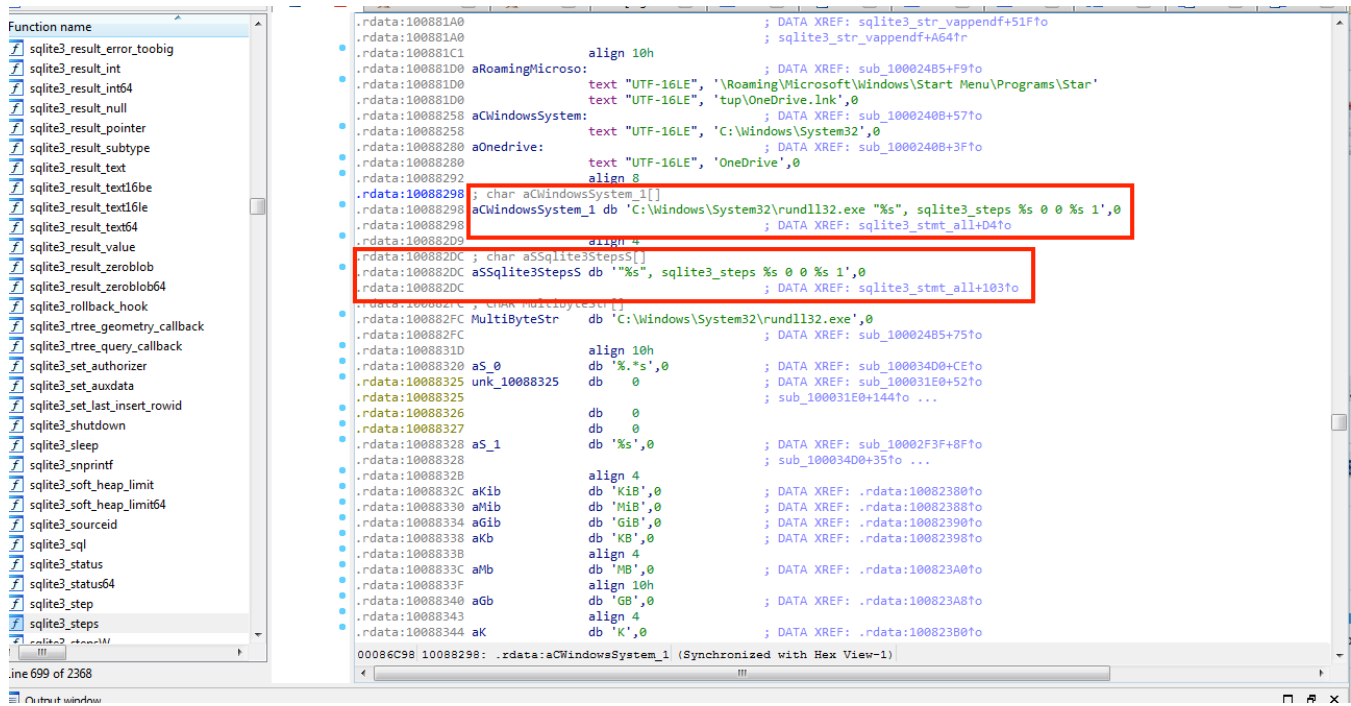 Function name
f sqlite3_result_error_toobig
f sqlite3_result_int
f sqlite3_result_int64
f sqlite3_result_null
f sqlite3_result_pointer
f sqlite3_result_subtype
f sqlite3_result_text
f sqlite3_result_text16be
f sqlite3_result_text16le
f sqlite3_result_text64
f sqlite3_result_value
f sqlite3_result_zeroblob
f sqlite3_result_zeroblob64
f sqlite3_rollback_hook
f sqlite3_rtree_geometry_callback
f sqlite3_rtree_query_callback
f sqlite3_set_authorizer
f sqlite3_set_auxdata
f sqlite3_set_last_insert_rowid
f sqlite3_shutdown
f sqlite3_sleep
f sqlite3_snprintf
f sqlite3_soft_heap_limit
f sqlite3_soft_heap_limit64
f sqlite3_sourceid
f sqlite3_sql
f sqlite3_status
f sqlite3_status64
f sqlite3_step
f sqlite3_steps
f sqlite3_stepsW
ine 699 of 2368
.rdata:100881A0 ; DATA XREF: sqlite3_str_vappendf+51F↑o
.rdata:100881A0 ; sqlite3_str_vappendf+A64↑r
.rdata:100881C1 align 10h
.rdata:100881D0 aRoamingMicroso: ; DATA XREF: sub_100024B5+F9↑o
.rdata:100881D0 text "UTF-16LE", '\Roaming\Microsoft\Windows\Start Menu\Programs\Star'
.rdata:100881D0 text "UTF-16LE", 'tup\OneDrive.lnk',0
.rdata:10088258 aCWindowsSystem: ; DATA XREF: sub_1000240B+57↑o
.rdata:10088258 text "UTF-16LE", 'C:\Windows\System32',0
.rdata:10088280 aOnedrive: ; DATA XREF: sub_1000240B+3F↑o
.rdata:10088280 text "UTF-16LE", 'OneDrive',0
.rdata:10088292 align 8
.rdata:10088298 ; char aCWindowsSystem_1[]
.rdata:10088298 aCWindowsSystem_1 db 'C:\Windows\System32\rundll32.exe "%s", sqlite3_steps %s 0 0 %s 1',0
.rdata:10088298 ; DATA XREF: sqlite3_stmt_all+D4↑o
.rdata:100882D9 align 4
.rdata:100882DC ; char aSSqlite3StepsS[]
.rdata:100882DC aSSqlite3StepsS db '"%s", sqlite3_steps %s 0 0 %s 1',0
.rdata:100882DC ; DATA XREF: sqlite3_stmt_all+103↑o
.rdata:100882FC ; CHAR MultiByteStr[]
.rdata:100882FC MultiByteStr db 'C:\Windows\System32\rundll32.exe',0
.rdata:100882FC ; DATA XREF: sub_100024B5+75↑o
.rdata:1008831D align 10h
.rdata:10088320 aS_0 db '%.*s',0 ; DATA XREF: sub_100034D0+CE↑o
.rdata:10088325 unk_10088325 db 0 ; DATA XREF: sub_100031E0+52↑o
.rdata:10088325 ; sub_100031E0+144↑o ...
.rdata:10088326 db 0
.rdata:10088327 db 0
.rdata:10088328 aS_1 db '%s',0 ; DATA XREF: sub_10002F3F+8F↑o
.rdata:10088328 ; sub_100034D0+35↑o ...
.rdata:1008832B align 4
.rdata:1008832C aKib db 'KiB',0 ; DATA XREF: .rdata:10082380↑o
.rdata:10088330 aMib db 'MiB',0 ; DATA XREF: .rdata:10082388↑o
.rdata:10088334 aGib db 'GiB',0 ; DATA XREF: .rdata:10082390↑o
.rdata:10088338 aKb db 'KB',0 ; DATA XREF: .rdata:10082398↑o
.rdata:1008833B align 4
.rdata:1008833C aMb db 'MB',0 ; DATA XREF: .rdata:100823A0↑o
.rdata:1008833F align 10h
.rdata:10088340 aGb db 'GB',0 ; DATA XREF: .rdata:100823A8↑o
.rdata:10088343 align 4
.rdata:10088344 aK db 'K',0 ; DATA XREF: .rdata:100823B0↑o
00086C98 10088298: .rdata:aCWindowsSystem_1 (Synchronized with Hex View-1)
Output window